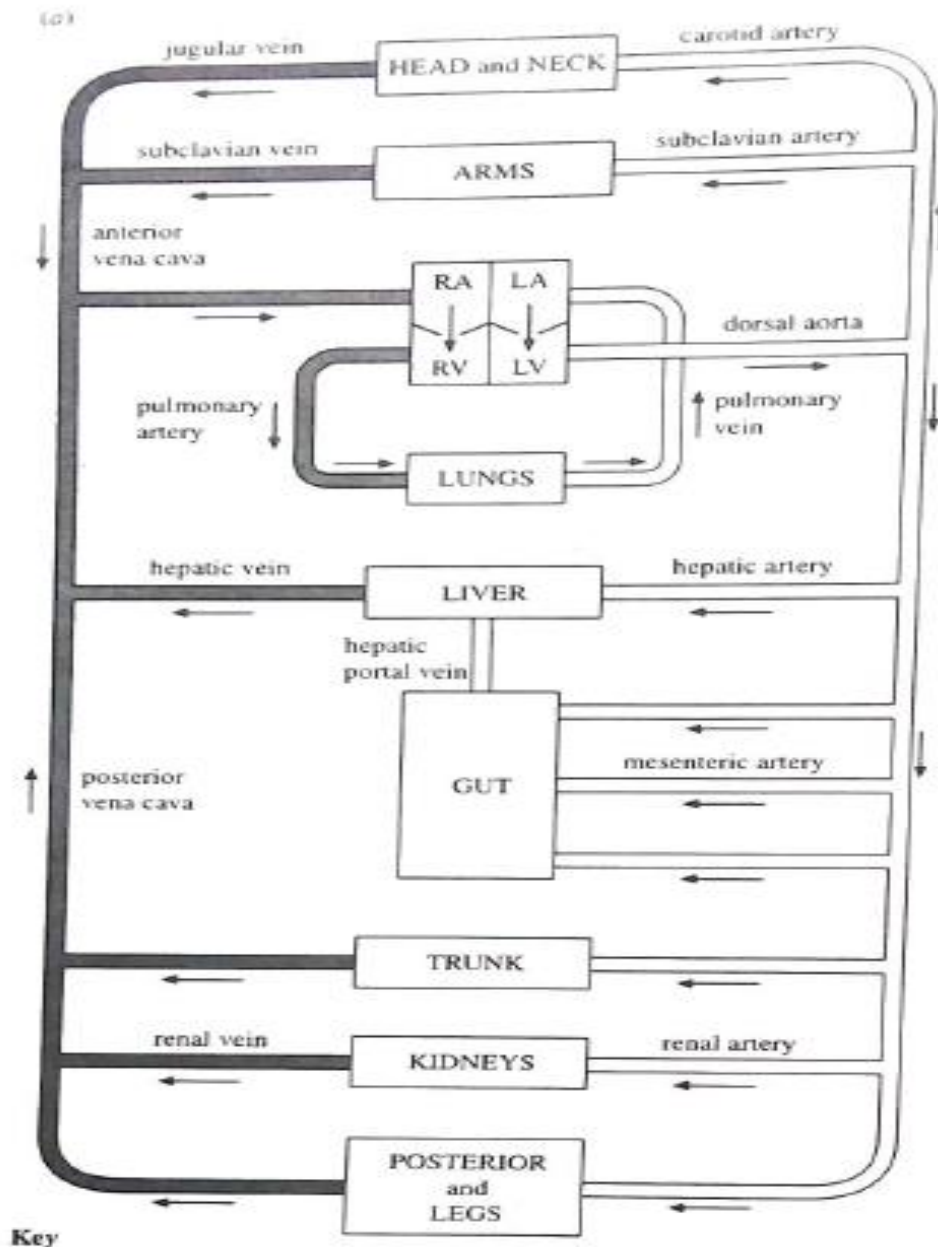 (a)
jugular vein
HEAD and NECK
carotid artery
subclavian vein
ARMS
subclavian artery
anterior
vena cava
RA
LA
dorsal aorta
RV
LV
pulmonary
artery
pulmonary
vein
LUNGS
hepatic vein
LIVER
hepatic artery
hepatic
portal vein
GUT
mesenteric artery
posterior
vena cava
TRUNK
renal vein
KIDNEYS
renal artery
POSTERIOR
and
LEGS
Key